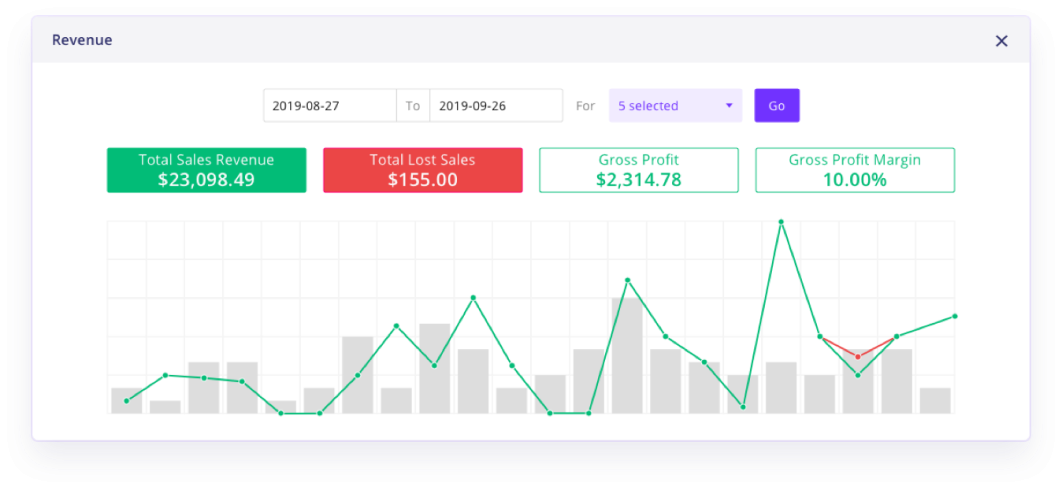 Revenue
2019-08-27 To 2019-09-26 For 5 selected Go
Total Sales Revenue
$23,098.49
Total Lost Sales
$155.00
Gross Profit
$2,314.78
Gross Profit Margin
10.00%